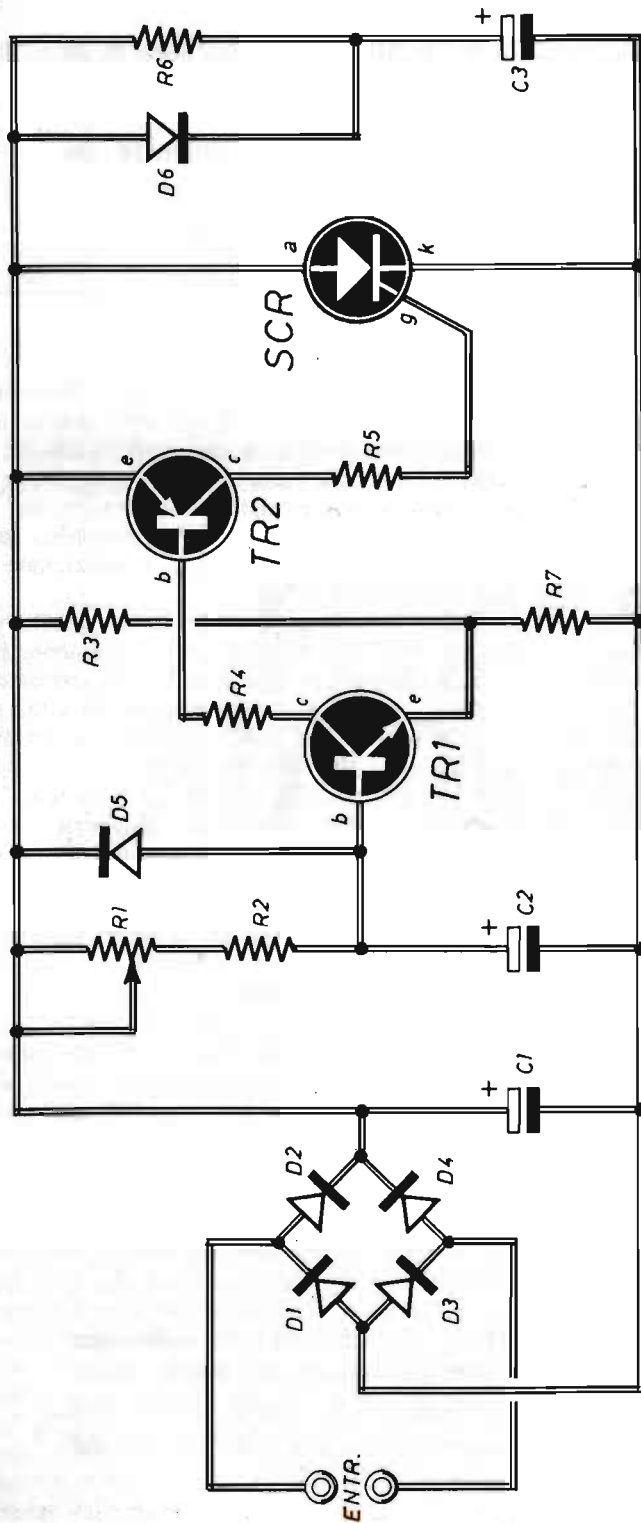 ENTR.
D1
D2
D3
D4
+
C1
R1
R2
D5
+
C2
b
c
e
TR1
R4
R3
R7
b
e
c
TR2
R5
a
g
k
SCR
D6
R6
+
C3